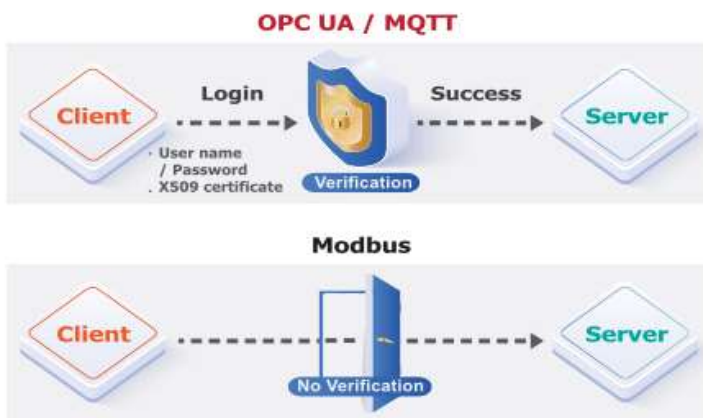 OPC UA / MQTT
Client
Login
Success
Server
· User name
/ Password
. X509 certificate
Verification
Modbus
Client
Server
No Verification